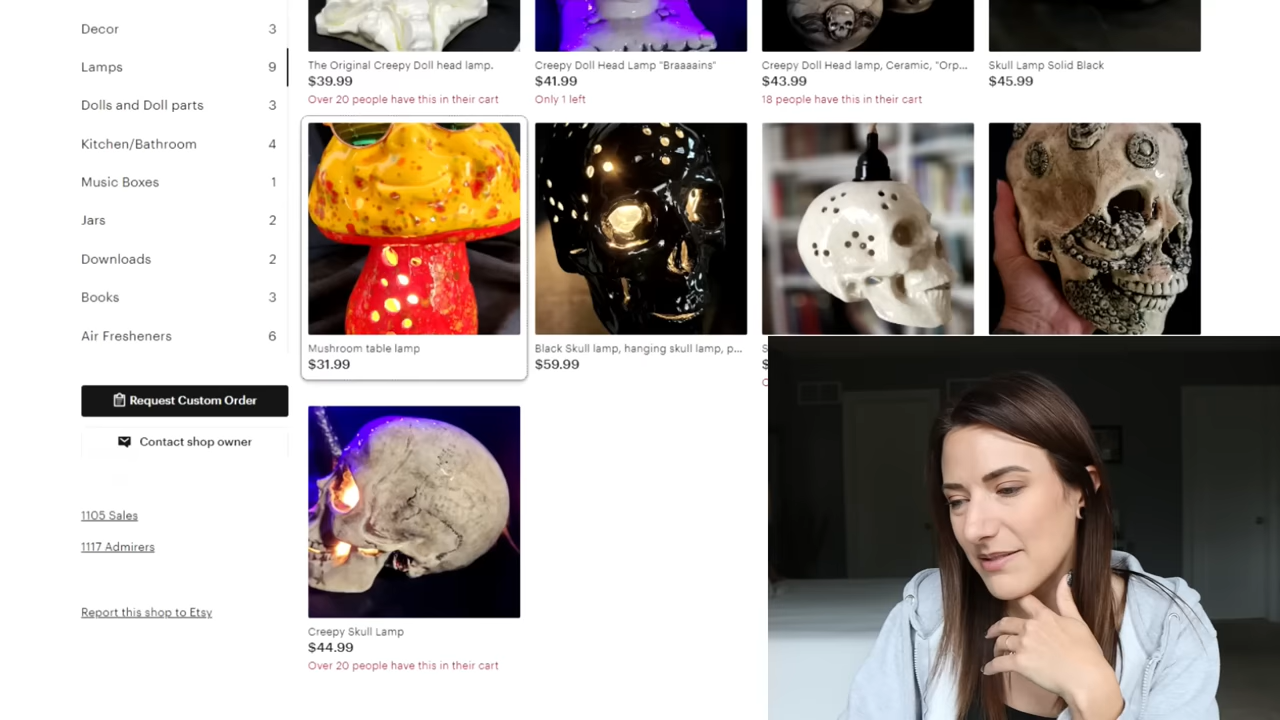 Decor 3
Lamps 9
Dolls and Doll parts 3
Kitchen/Bathroom 4
Music Boxes 1
Jars 2
Downloads 2
Books 3
Air Fresheners 6
Request Custom Order
Contact shop owner
1105 Sales
1117 Admirers
Report this shop to Etsy
The Original Creepy Doll head lamp.
$39.99
Over 20 people have this in their cart
Creepy Doll Head Lamp "Braaaains"
$41.99
Only 1 left
Creepy Doll Head lamp, Ceramic, "Orp...
$43.99
18 people have this in their cart
Skull Lamp Solid Black
$45.99
Mushroom table lamp
$31.99
Black Skull lamp, hanging skull lamp, p...
$59.99
Creepy Skull Lamp
$44.99
Over 20 people have this in their cart